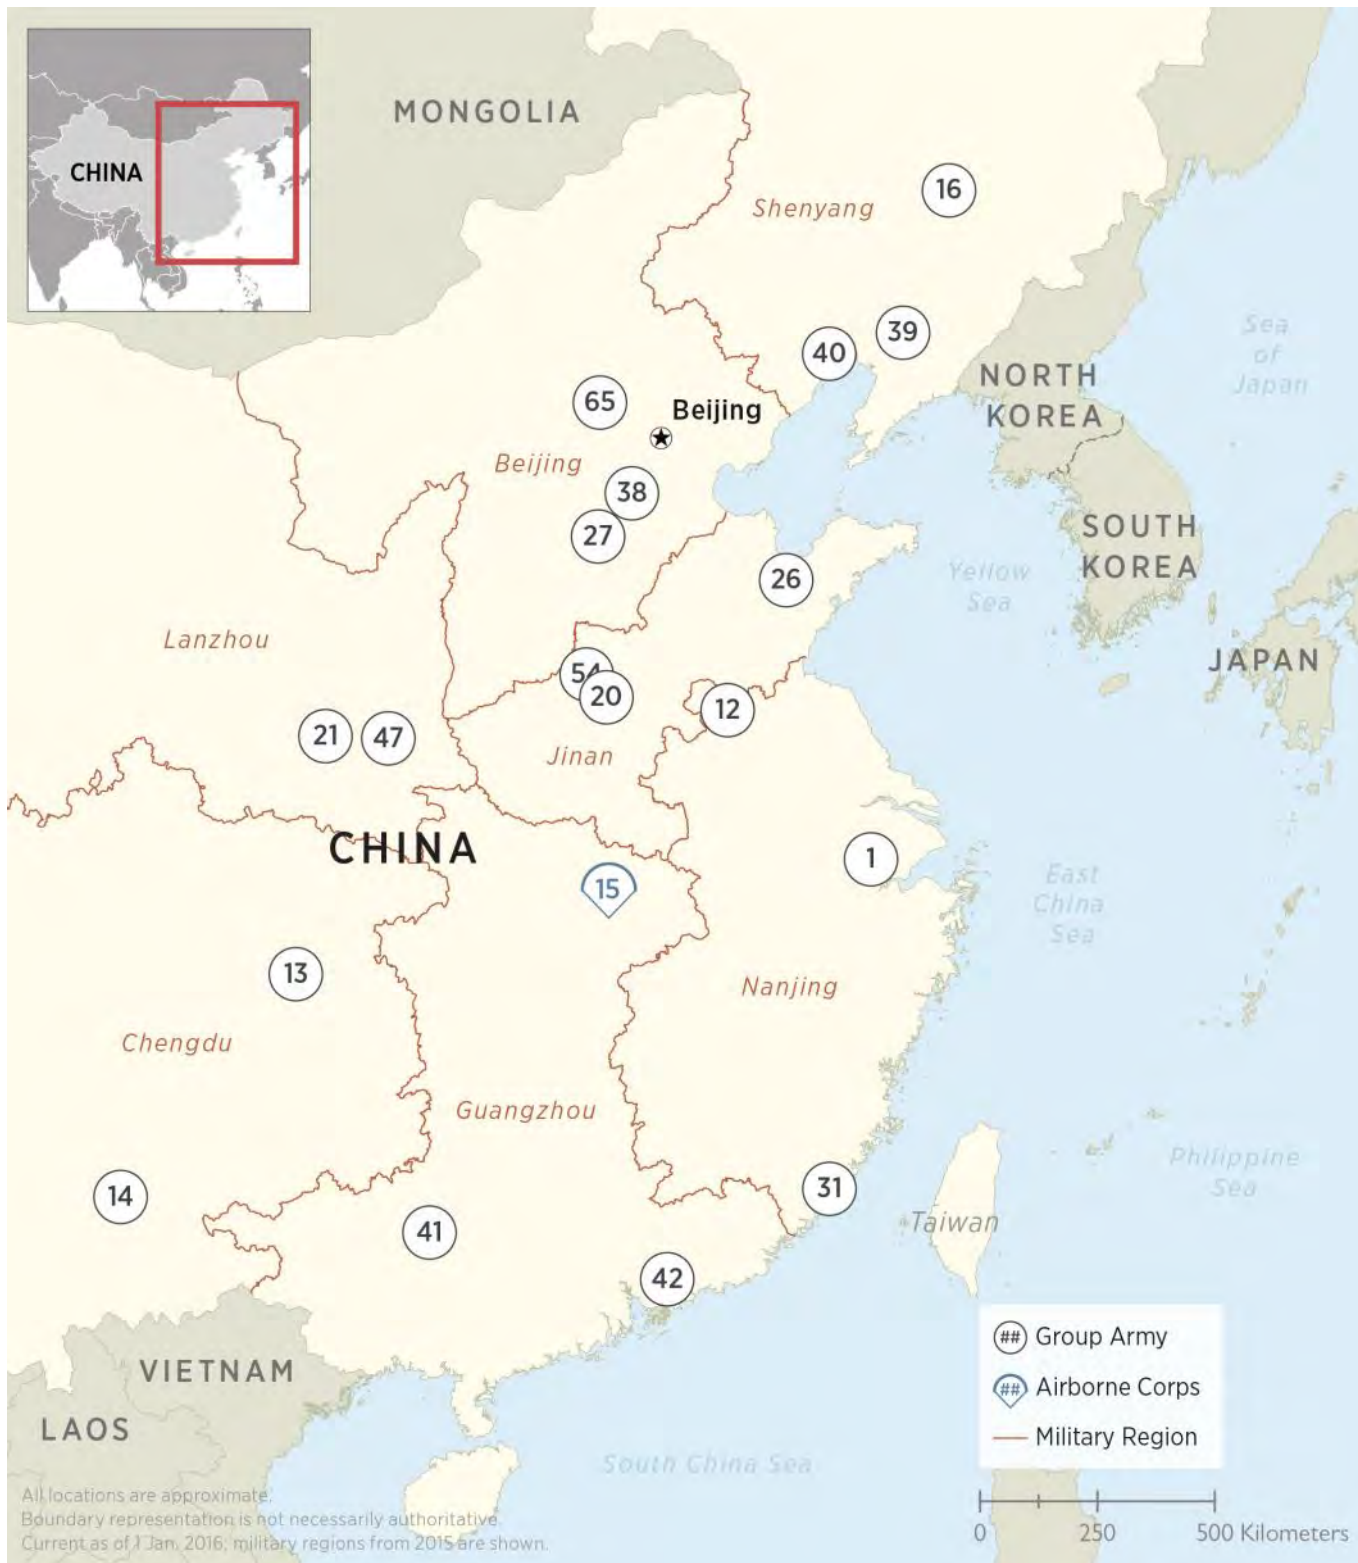 MONGOLIA
CHINA
16
Shenyang
39
40
Sea
of
Japan
NORTH
KOREA
65
Beijing
Beijing
38
27
SOUTH
KOREA
26
Yellow
Sea
Lanzhou
JAPAN
54
20
12
21
47
Jinan
CHINA
1
15
East
China
Sea
13
Nanjing
Chengdu
Guangzhou
Philippine
Sea
14
31
41
Taiwan
42
## Group Army
VIETNAM
## Airborne Corps
LAOS
Military Region
South China Sea
All locations are approximate.
Boundary representation is not necessarily authoritative.
Current as of 1 Jan. 2016; military regions from 2015 are shown.
0 250 500 Kilometers